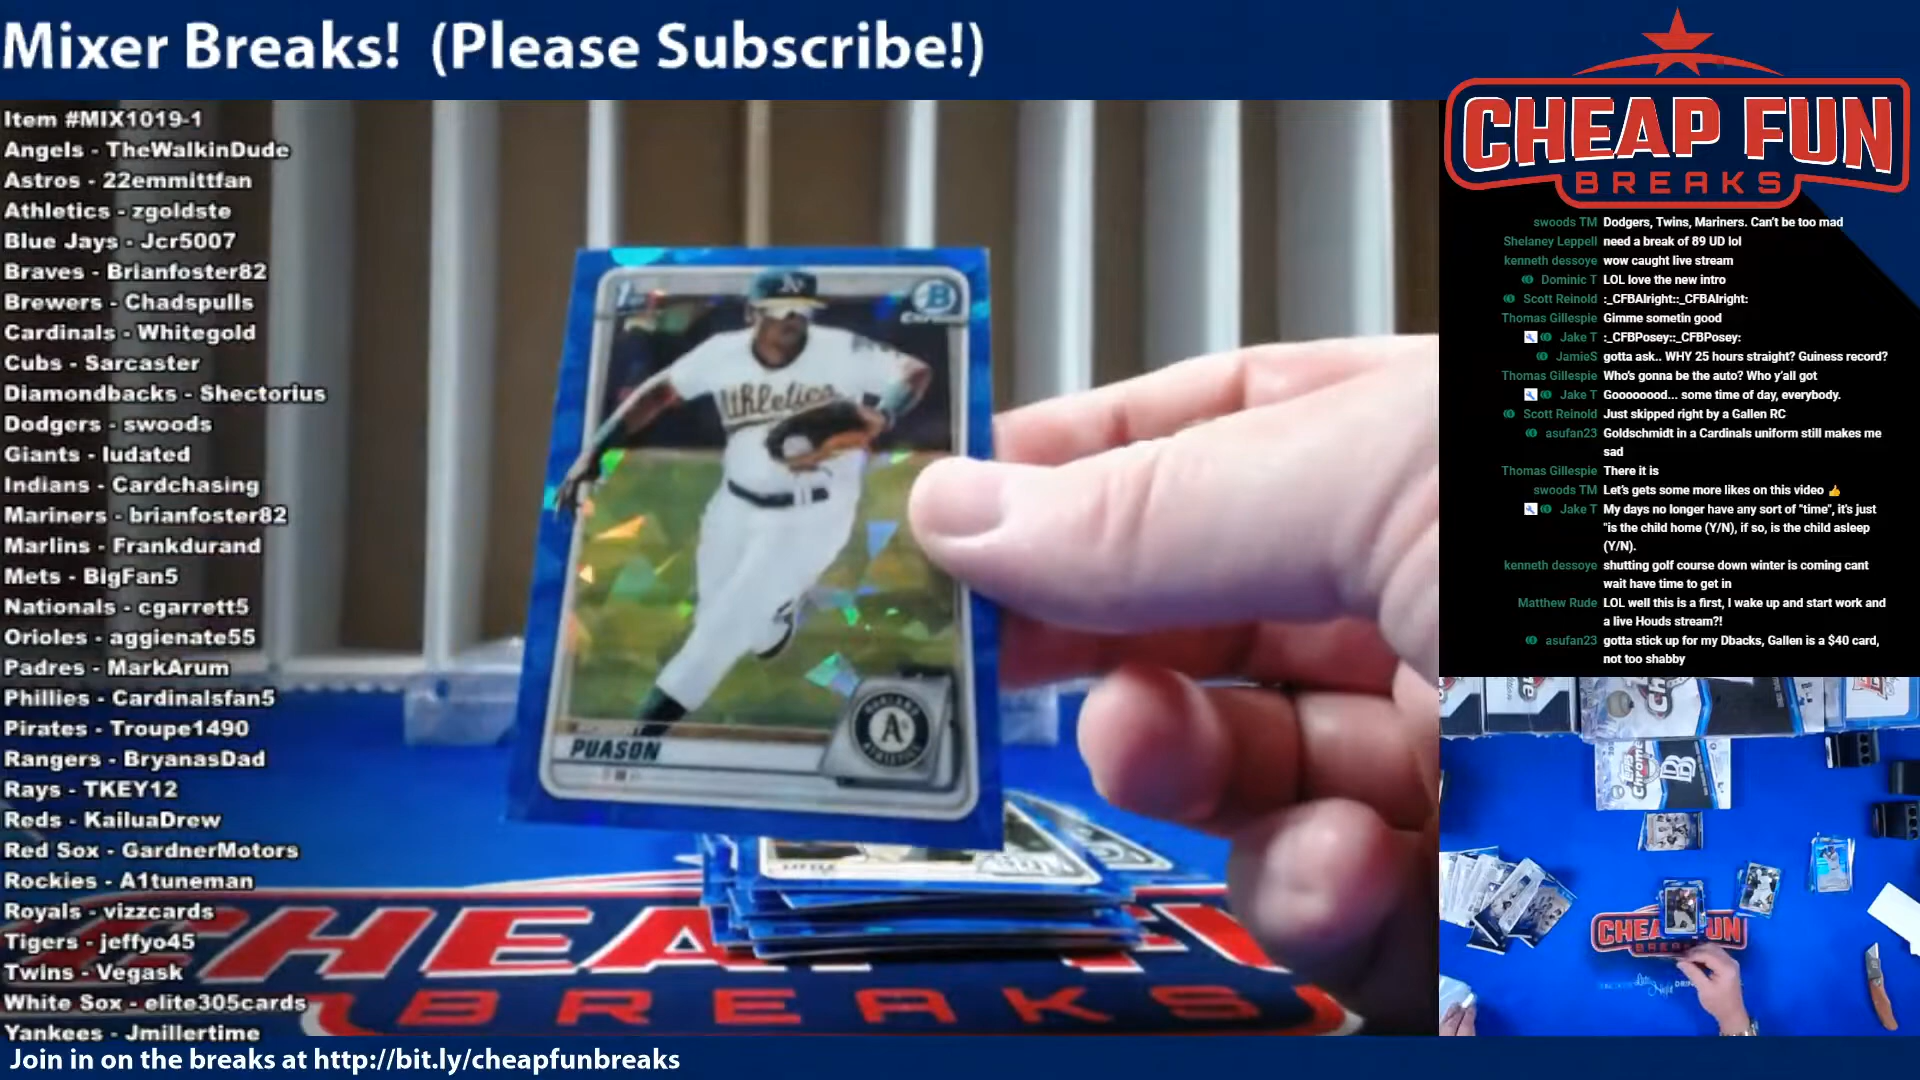 Mixer Breaks! (Please Subscribe!)
Item #MIX1019-1
Angels - TheWalkinDude
Astros - 22emmittfan
Athletics - zgoldste
Blue Jays - Jcr5007
Braves - Brianfoster82
Brewers - Chadspulls
Cardinals - Whitegold
Cubs - Sarcaster
Diamondbacks - Shectorius
Dodgers - swoods
Giants - ludated
Indians - Cardchasing
Mariners - brianfoster82
Marlins - Frankdurand
Mets - BigFan5
Nationals - cgarrett5
Orioles - aggienate55
Padres - MarkArum
Phillies - Cardinalsfan5
Pirates - Troupe1490
Rangers - BryanasDad
Rays - TKEY12
Reds - KailuaDrew
Red Sox - GardnerMotors
Rockies - A1tuneman
Royals - vizzcards
Tigers - jeffyo45
Twins - Vegask
White Sox - elite305cards
Yankees - Jmillertime
Join in on the breaks at http://bit.ly/cheapfunbreaks
1st
B
Athletics
PUASON
A's
CHEA
BREAKS
CHEAP FUN
BREAKS
swoods TM Dodgers, Twins, Mariners. Can't be too mad
Shelaney Leppell need a break of 89 UD lol
kenneth dessoye wow caught live stream
Dominic T LOL love the new intro
Scott Reinold :_CFBAlright::_CFBAlright:
Thomas Gillespie Gimme sometin good
Jake T :_CFBPosey::_CFBPosey:
JamieS gotta ask.. WHY 25 hours straight? Guiness record?
Thomas Gillespie Who's gonna be the auto? Who y'all got
Jake T Goooooood... some time of day, everybody.
Scott Reinold Just skipped right by a Gallen RC
asufan23 Goldschmidt in a Cardinals uniform still makes me
sad
Thomas Gillespie There it is
swoods TM Let's gets some more likes on this video 👍
Jake T My days no longer have any sort of "time", it's just
"is the child home (Y/N), if so, is the child asleep
(Y/N).
kenneth dessoye shutting golf course down winter is coming cant
wait have time to get in
Matthew Rude LOL well this is a first, I wake up and start work and
a live Houds stream?!
asufan23 gotta stick up for my Dbacks, Gallen is a $40 card,
not too shabby